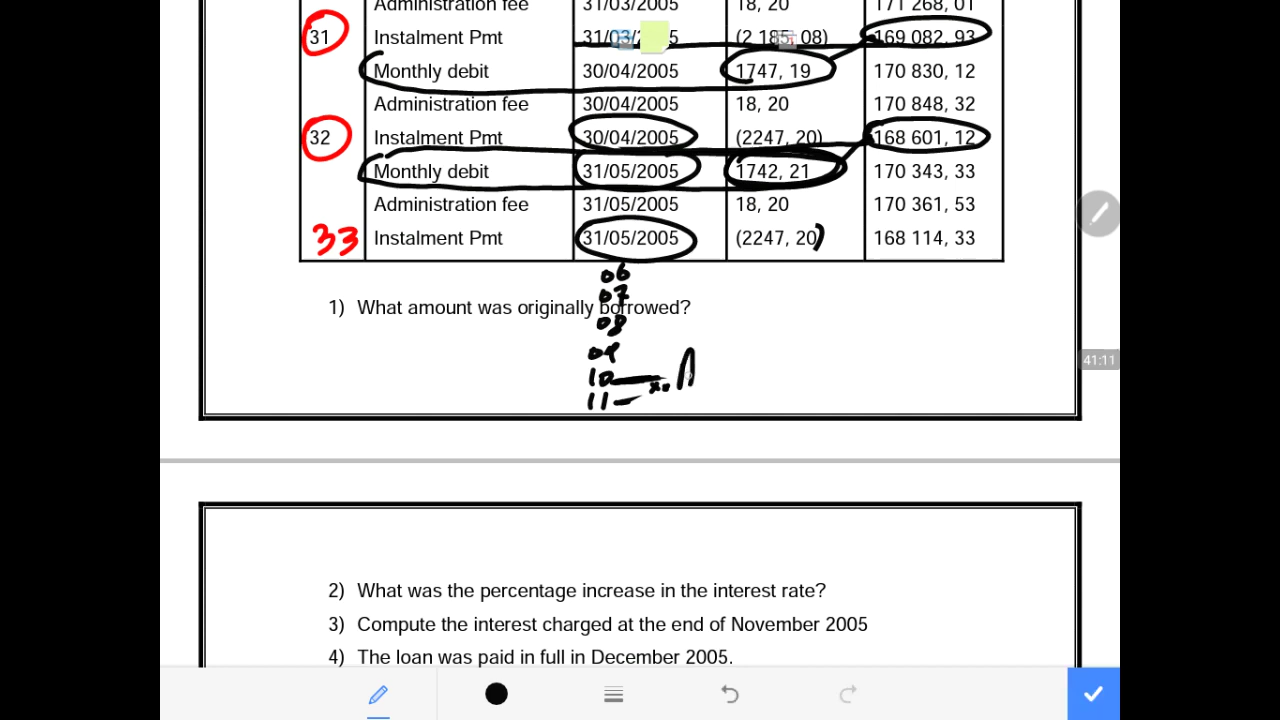 Administration fee 31/03/2005 18, 20 171 268, 01
31 Instalment Pmt 31/03/2005 (2 185, 08) 169 082, 93
Monthly debit 30/04/2005 1747, 19 170 830, 12
Administration fee 30/04/2005 18, 20 170 848, 32
32 Instalment Pmt 30/04/2005 (2247, 20) 168 601, 12
Monthly debit 31/05/2005 1742, 21 170 343, 33
Administration fee 31/05/2005 18, 20 170 361, 53
33 Instalment Pmt 31/05/2005 (2247, 20) 168 114, 33
06
07
1) What amount was originally borrowed?
08
09
10
11
41:11
2) What was the percentage increase in the interest rate?
3) Compute the interest charged at the end of November 2005
4) The loan was paid in full in December 2005.